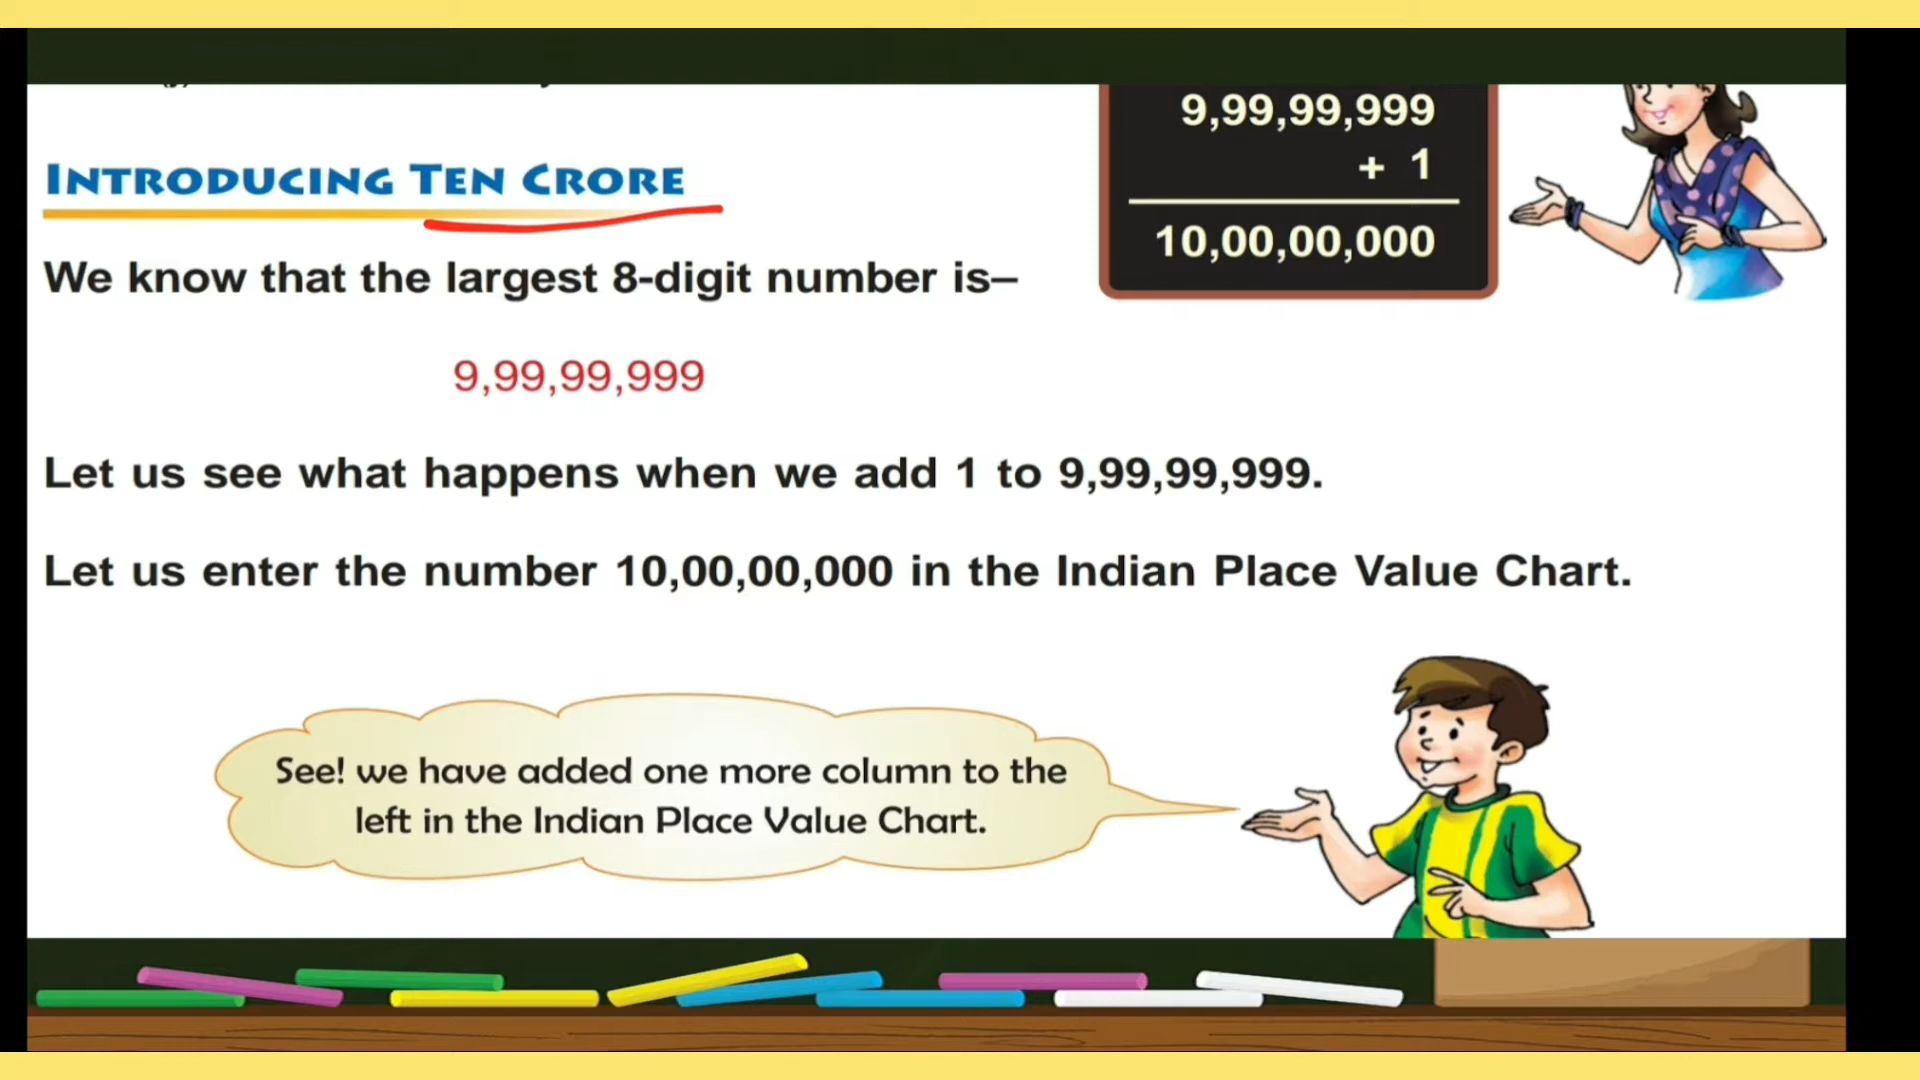 9,99,99,999
+ 1
10,00,00,000
INTRODUCING TEN CRORE
We know that the largest 8-digit number is–
9,99,99,999
Let us see what happens when we add 1 to 9,99,99,999.
Let us enter the number 10,00,00,000 in the Indian Place Value Chart.
See! we have added one more column to the
left in the Indian Place Value Chart.